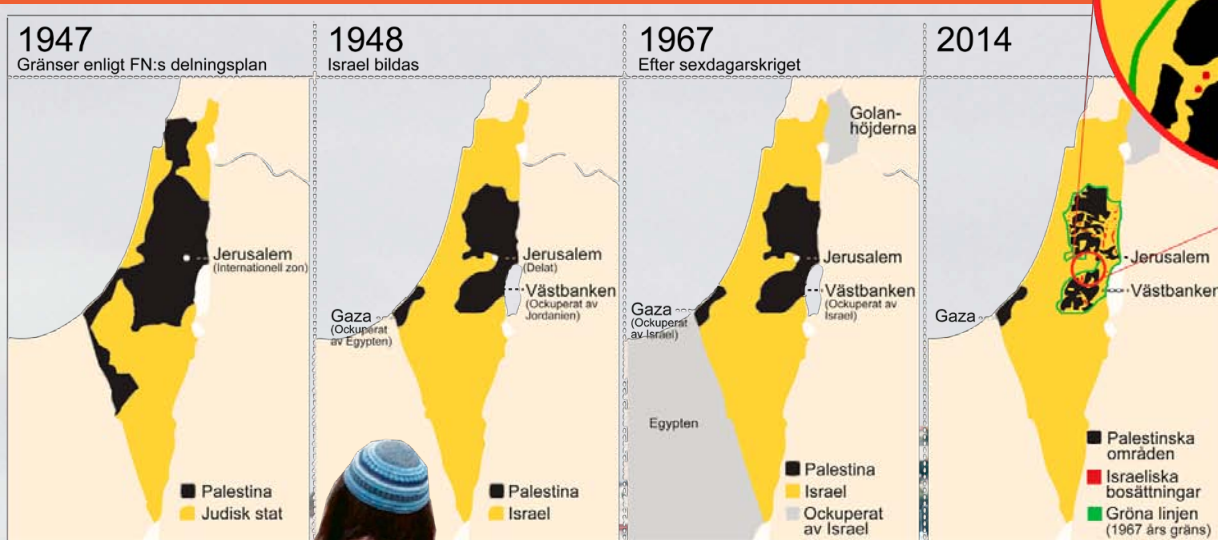 1947
Gränser enligt FN:s delningsplan
Jerusalem
(Internationell zon)
Palestina
Judisk stat
1948
Israel bildas
Jerusalem
(Delat)
Västbanken
(Ockuperat av
Jordanien)
Gaza
(Ockuperat
av Egypten)
Palestina
Israel
1967
Efter sexdagarskriget
Golan-
höjderna
Jerusalem
Västbanken
(Ockuperat av
Israel)
Gaza
(Ockuperat
av Israel)
Egypten
Palestina
Israel
Ockuperat
av Israel
2014
Jerusalem
Västbanken
Gaza
Palestinska
områden
Israeliska
bosättningar
Gröna linjen
(1967 års gräns)